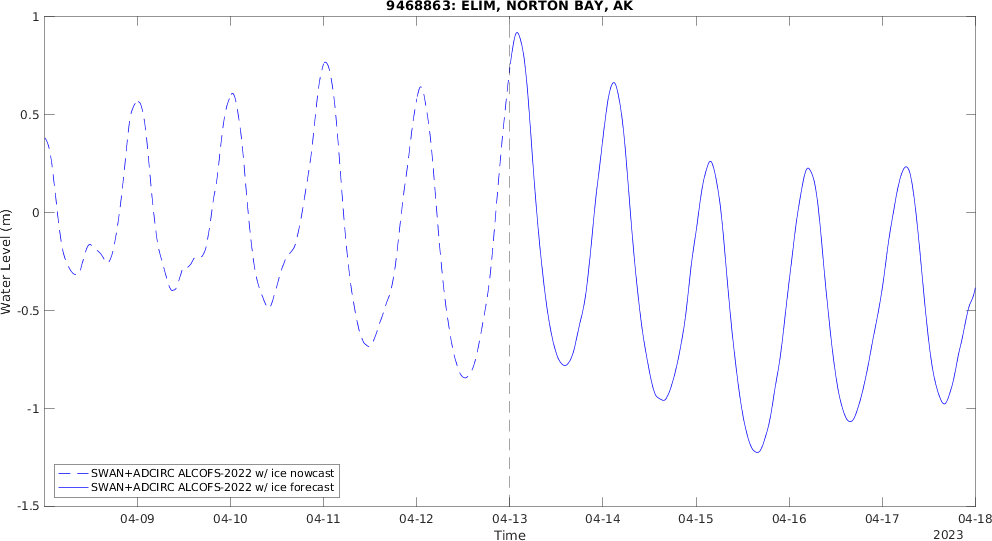 9468863: ELIM, NORTON BAY, AK
1
0.5
0
-0.5
-1
-1.5
Water Level (m)
SWAN+ADCIRC ALCOFS-2022 w/ ice nowcast
SWAN+ADCIRC ALCOFS-2022 w/ ice forecast
04-09 04-10 04-11 04-12 04-13 04-14 04-15 04-16 04-17 04-18
Time
2023